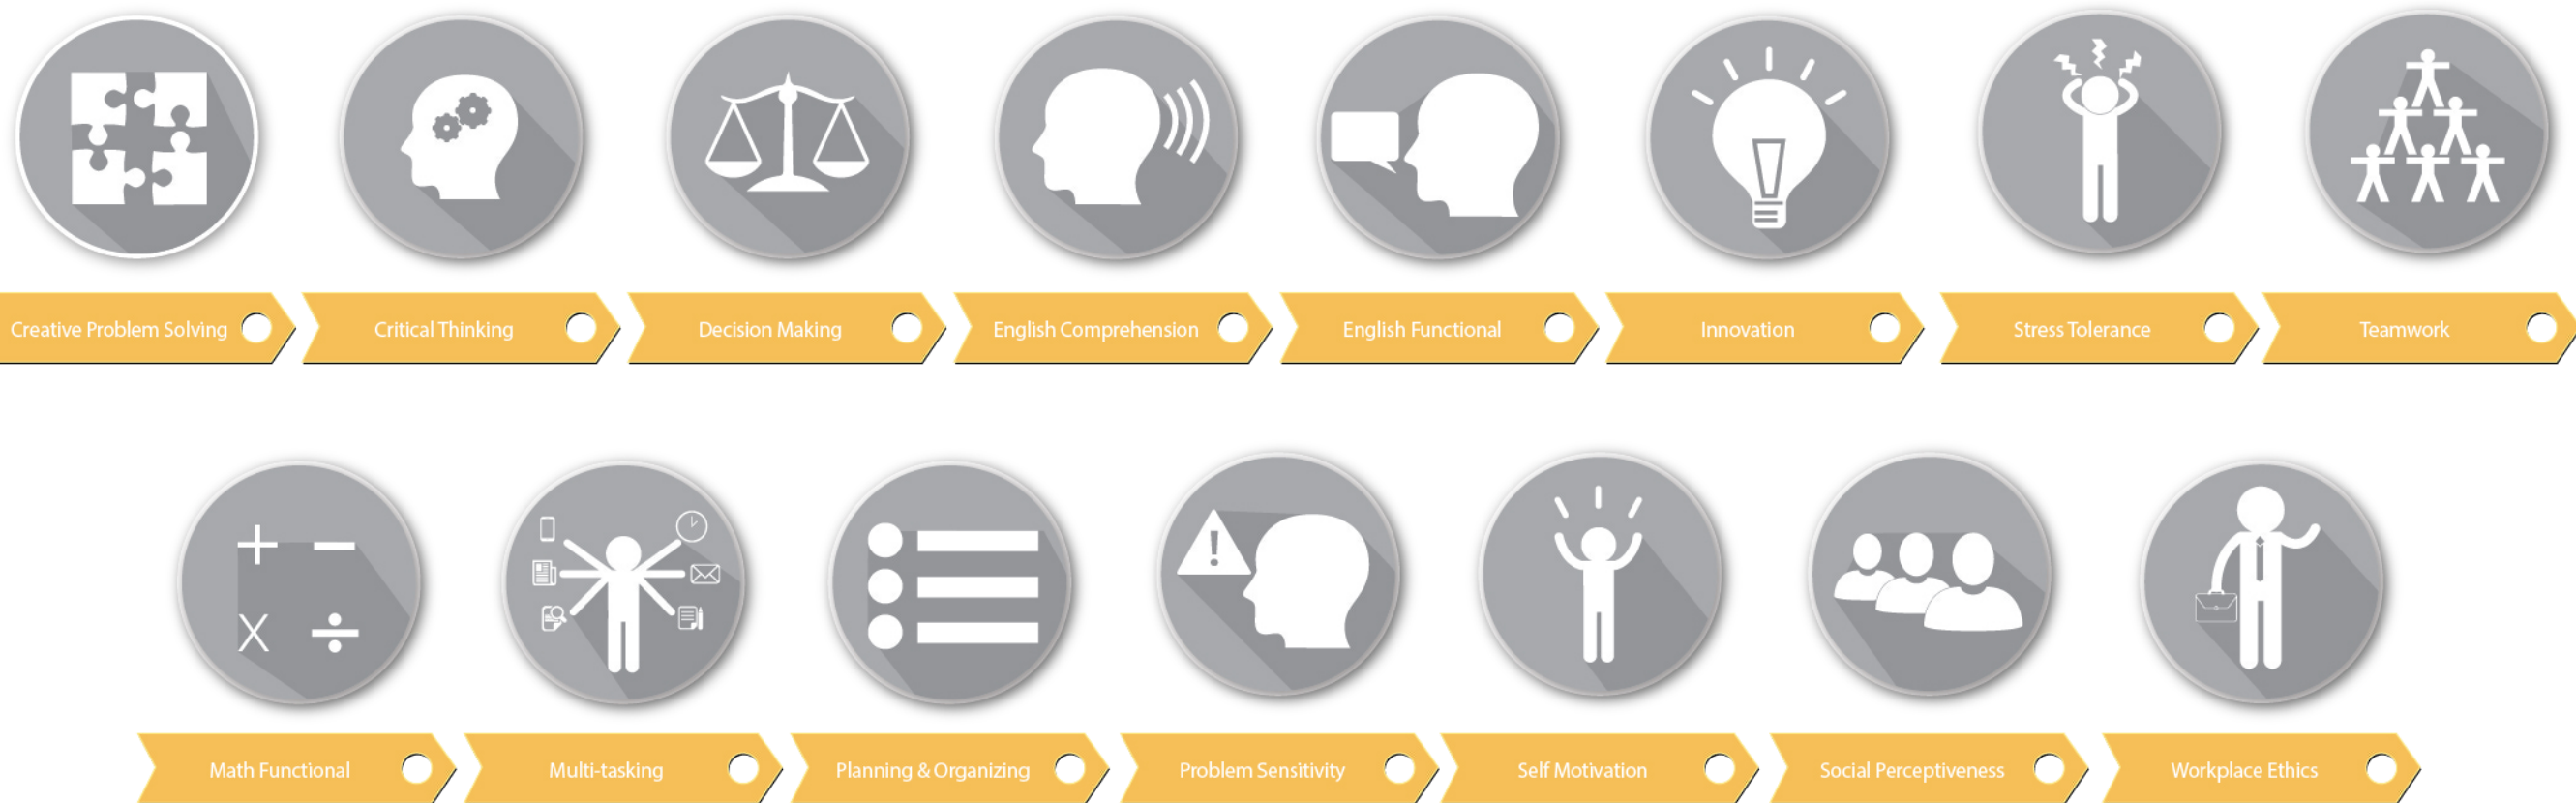 Creative Problem Solving
Critical Thinking
Decision Making
English Comprehension
English Functional
Innovation
Stress Tolerance
Teamwork
+ −
X ÷
!
Math Functional
Multi-tasking
Planning & Organizing
Problem Sensitivity
Self Motivation
Social Perceptiveness
Workplace Ethics